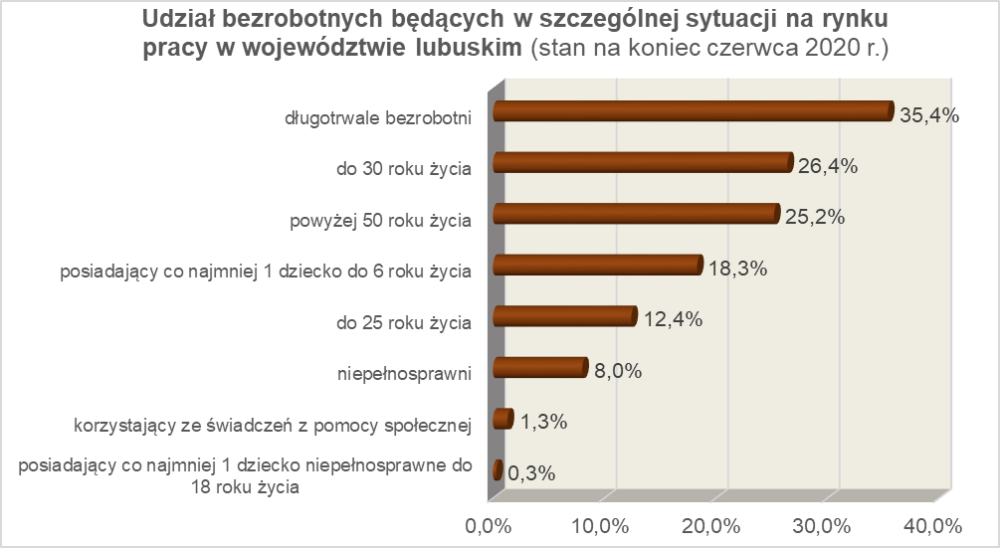 Udział bezrobotnych będących w szczególnej sytuacji na rynku
pracy w województwie lubuskim (stan na koniec czerwca 2020 r.)
długotrwale bezrobotni
35,4%
do 30 roku życia
26,4%
powyżej 50 roku życia
25,2%
posiadający co najmniej 1 dziecko do 6 roku życia
18,3%
do 25 roku życia
12,4%
niepełnosprawni
8,0%
korzystający ze świadczeń z pomocy społecznej
1,3%
posiadający co najmniej 1 dziecko niepełnosprawne do
18 roku życia
0,3%
0,0% 10,0% 20,0% 30,0% 40,0%